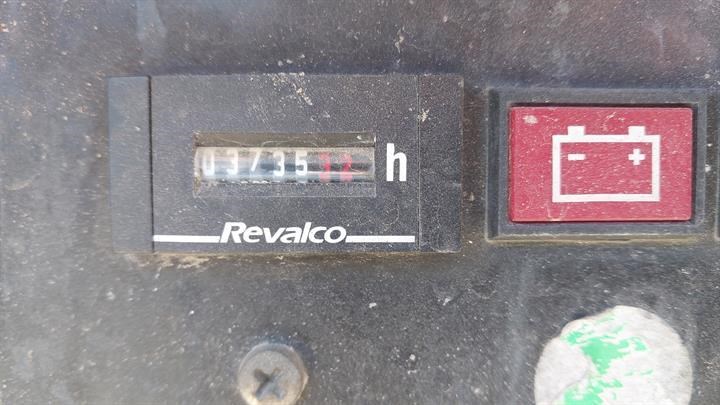 03735 h
Revalco
- +